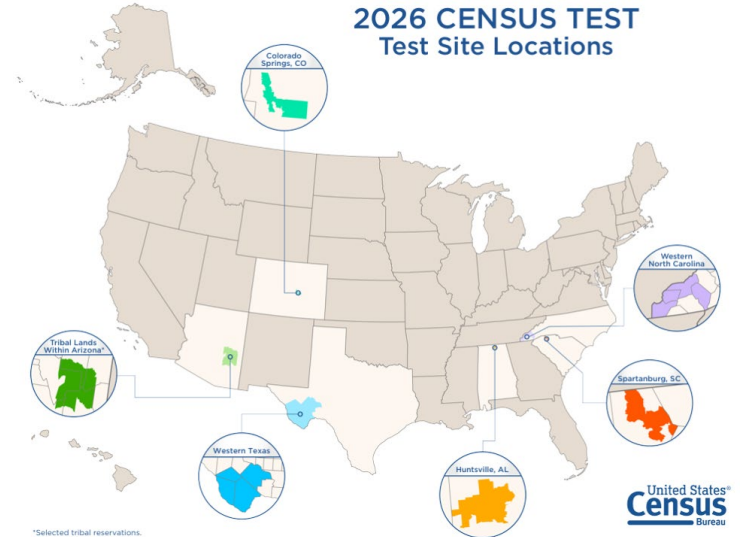 2026 CENSUS TEST
Test Site Locations
Colorado
Springs, CO
Western
North Carolina
Tribal Lands
Within Arizona*
Spartanburg, SC
Western Texas
Huntsville, AL
United States®
Census
Bureau
*Selected tribal reservations.